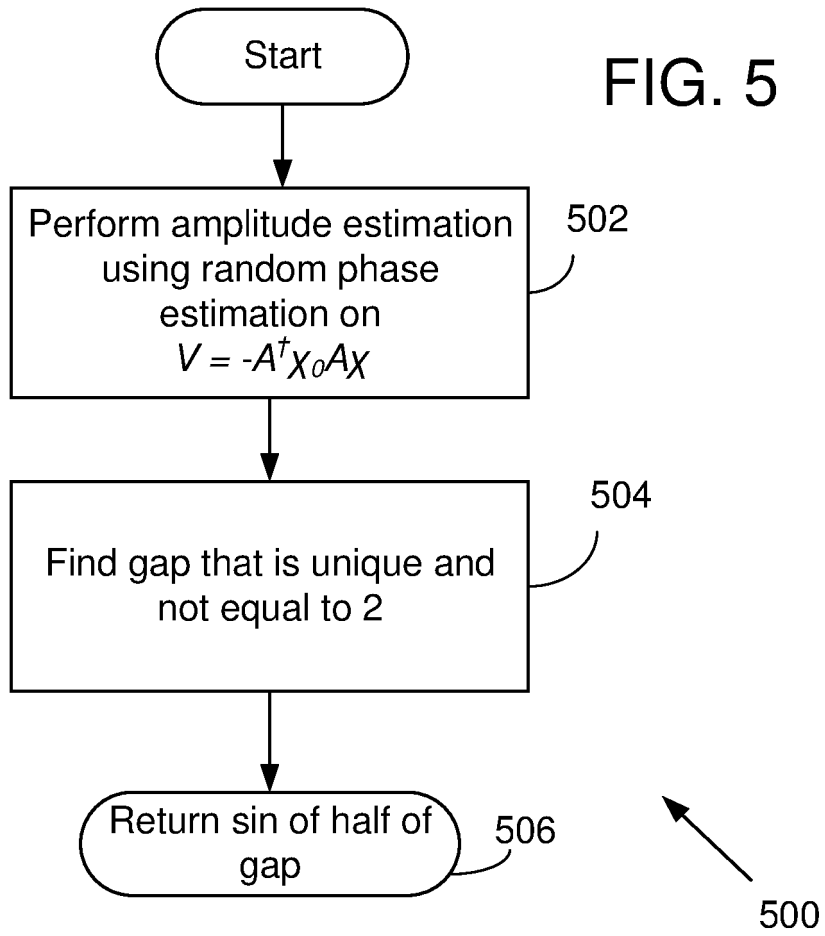 Start
FIG. 5
Perform amplitude estimation
using random phase
estimation on
V = -A†χ₀Aχ
502
Find gap that is unique and
not equal to 2
504
Return sin of half of
gap
506
500